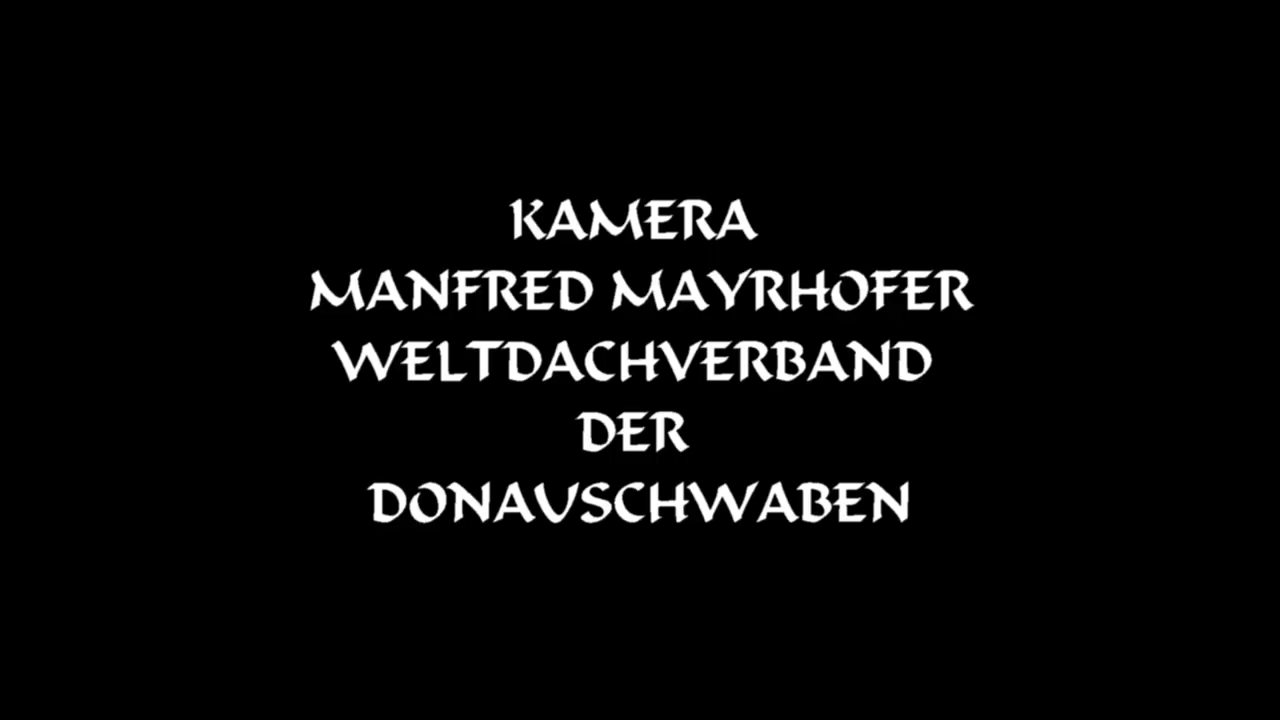 KAMERA
MANFRED MAYRHOFER
WELTDACHVERBAND
DER
DONAUSCHWABEN